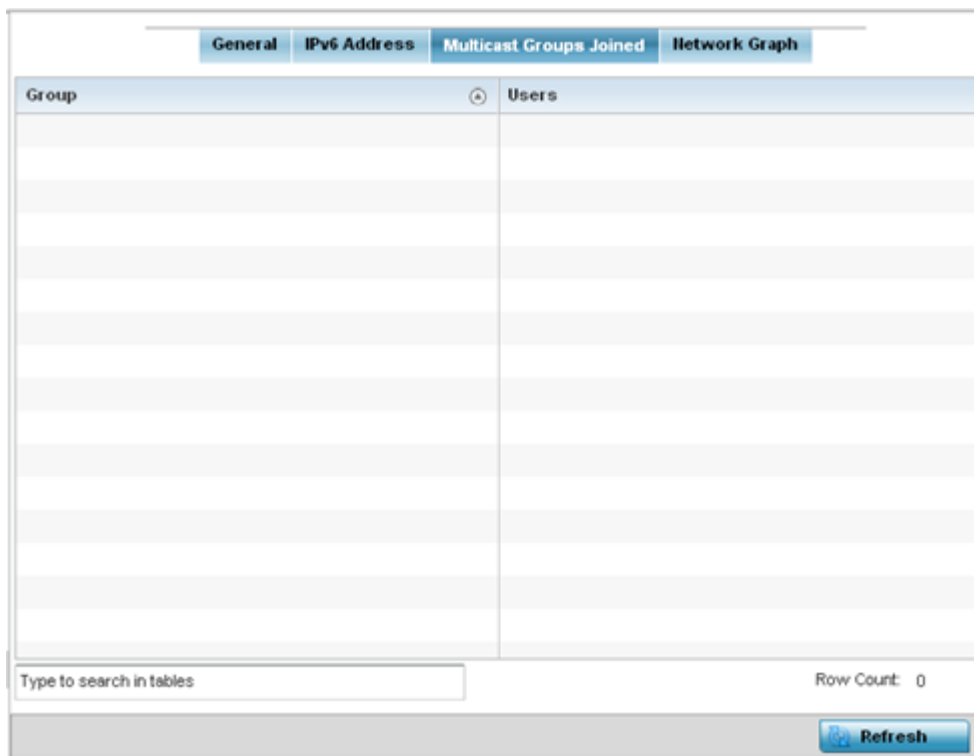 General IPv6 Address Multicast Groups Joined Network Graph
Group Users
Type to search in tables Row Count: 0
Refresh